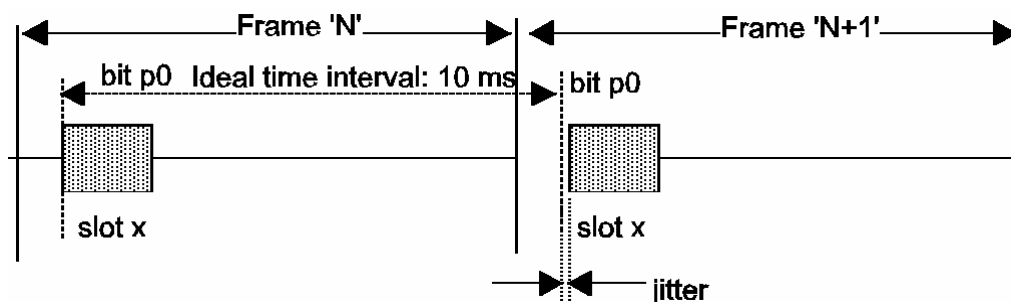 Frame 'N'
Frame 'N+1'
bit p0 Ideal time interval: 10 ms bit p0
slot x
slot x
jitter